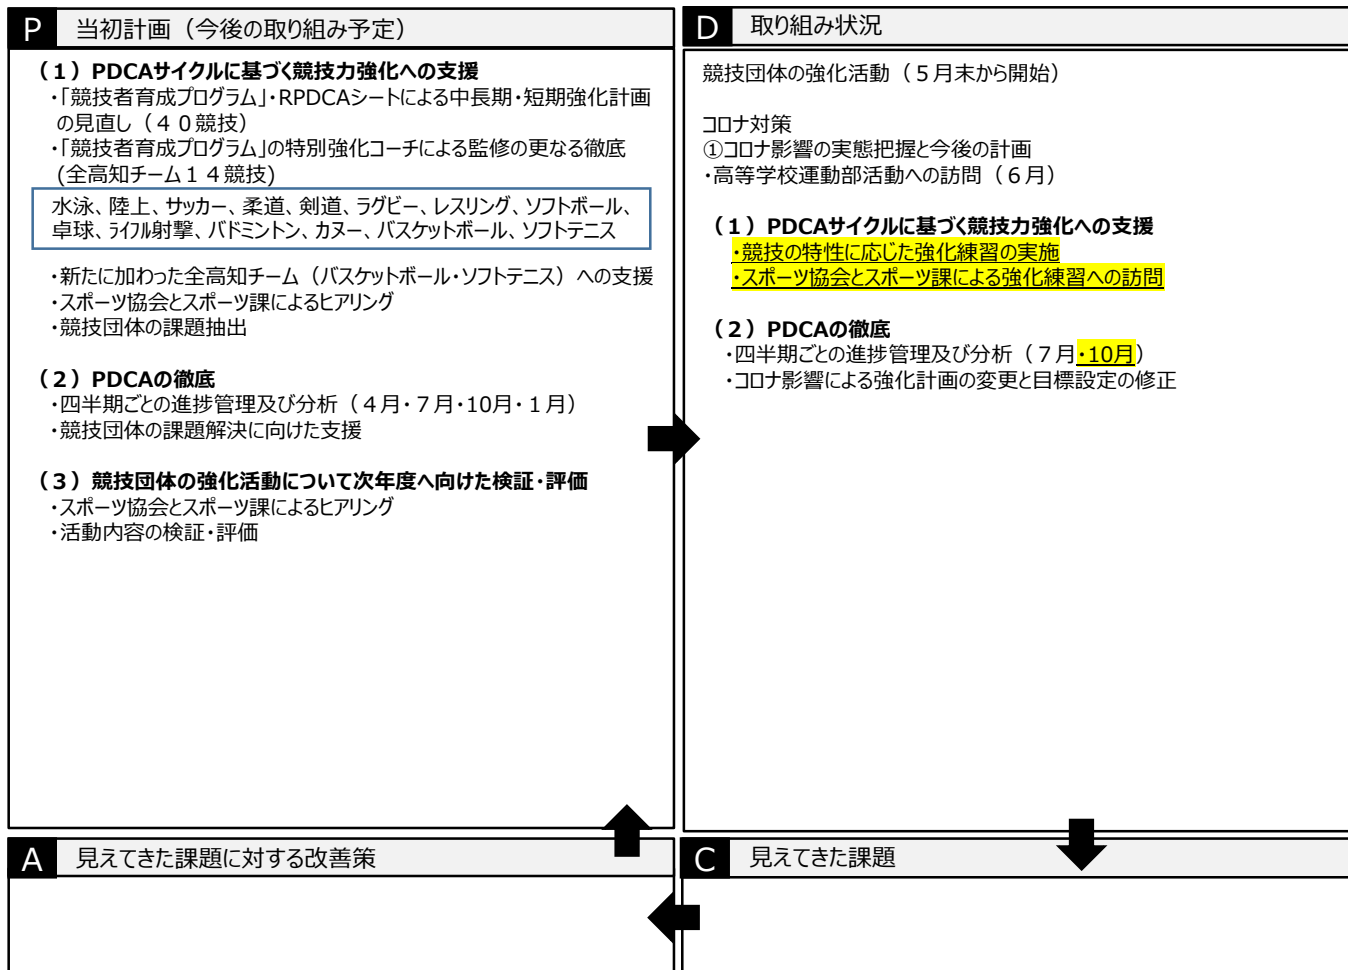 P 当初計画（今後の取り組み予定）
（１）PDCAサイクルに基づく競技力強化への支援
・「競技者育成プログラム」・RPDCAシートによる中長期・短期強化計画
の見直し（４０競技）
・「競技者育成プログラム」の特別強化コーチによる監修の更なる徹底
(全高知チーム１４競技)
水泳、陸上、サッカー、柔道、剣道、ラグビー、レスリング、ソフトボール、
卓球、ﾗｲﾌﾙ射撃、バドミントン、カヌー、バスケットボール、ソフトテニス
・新たに加わった全高知チーム（バスケットボール・ソフトテニス）への支援
・スポーツ協会とスポーツ課によるヒアリング
・競技団体の課題抽出
（２）PDCAの徹底
・四半期ごとの進捗管理及び分析（４月・７月・10月・１月）
・競技団体の課題解決に向けた支援
（３）競技団体の強化活動について次年度へ向けた検証・評価
・スポーツ協会とスポーツ課によるヒアリング
・活動内容の検証・評価
D 取り組み状況
競技団体の強化活動（５月末から開始）
コロナ対策
①コロナ影響の実態把握と今後の計画
・高等学校運動部活動への訪問（６月）
（１）PDCAサイクルに基づく競技力強化への支援
・競技の特性に応じた強化練習の実施
・スポーツ協会とスポーツ課による強化練習への訪問
（２）PDCAの徹底
・四半期ごとの進捗管理及び分析（７月・10月）
・コロナ影響による強化計画の変更と目標設定の修正
A 見えてきた課題に対する改善策
C 見えてきた課題